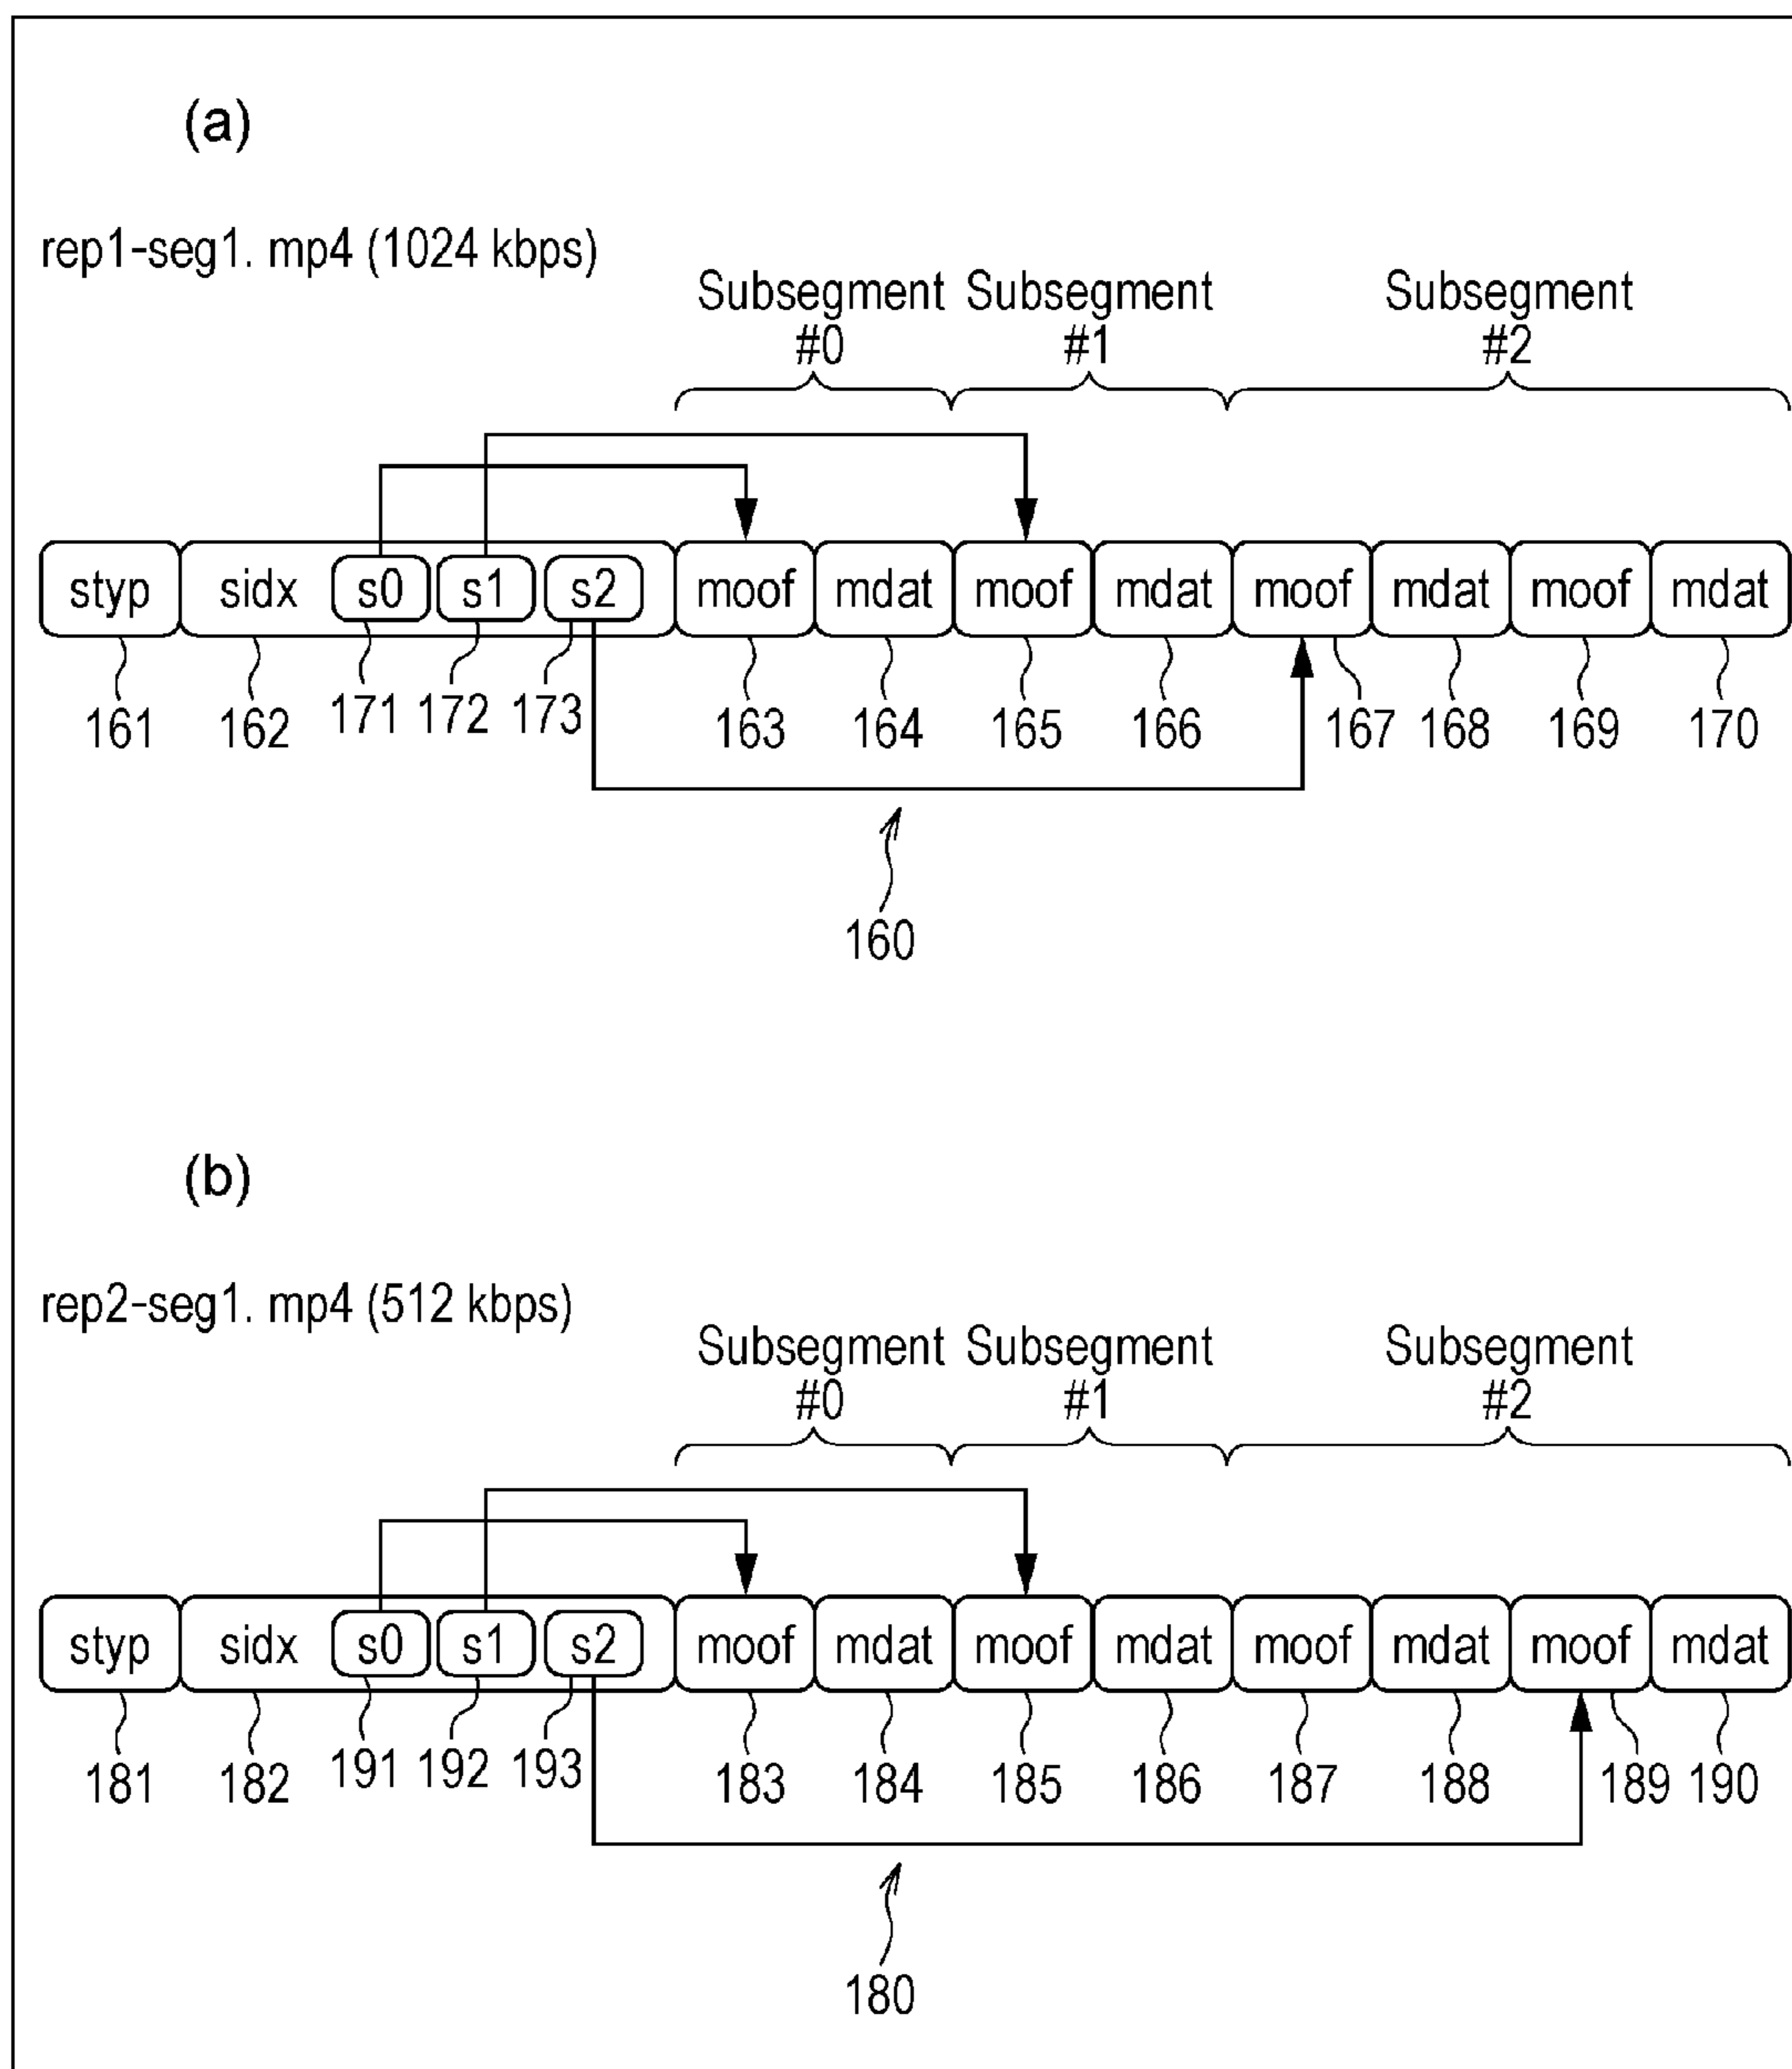 (a)
rep1-seg1. mp4 (1024 kbps)
Subsegment Subsegment Subsegment
#0 #1 #2
styp sidx s0 s1 s2 moof mdat moof mdat moof mdat moof mdat
161 162 171 172 173 163 164 165 166 167 168 169 170
160
(b)
rep2-seg1. mp4 (512 kbps)
Subsegment Subsegment Subsegment
#0 #1 #2
styp sidx s0 s1 s2 moof mdat moof mdat moof mdat moof mdat
181 182 191 192 193 183 184 185 186 187 188 189 190
180